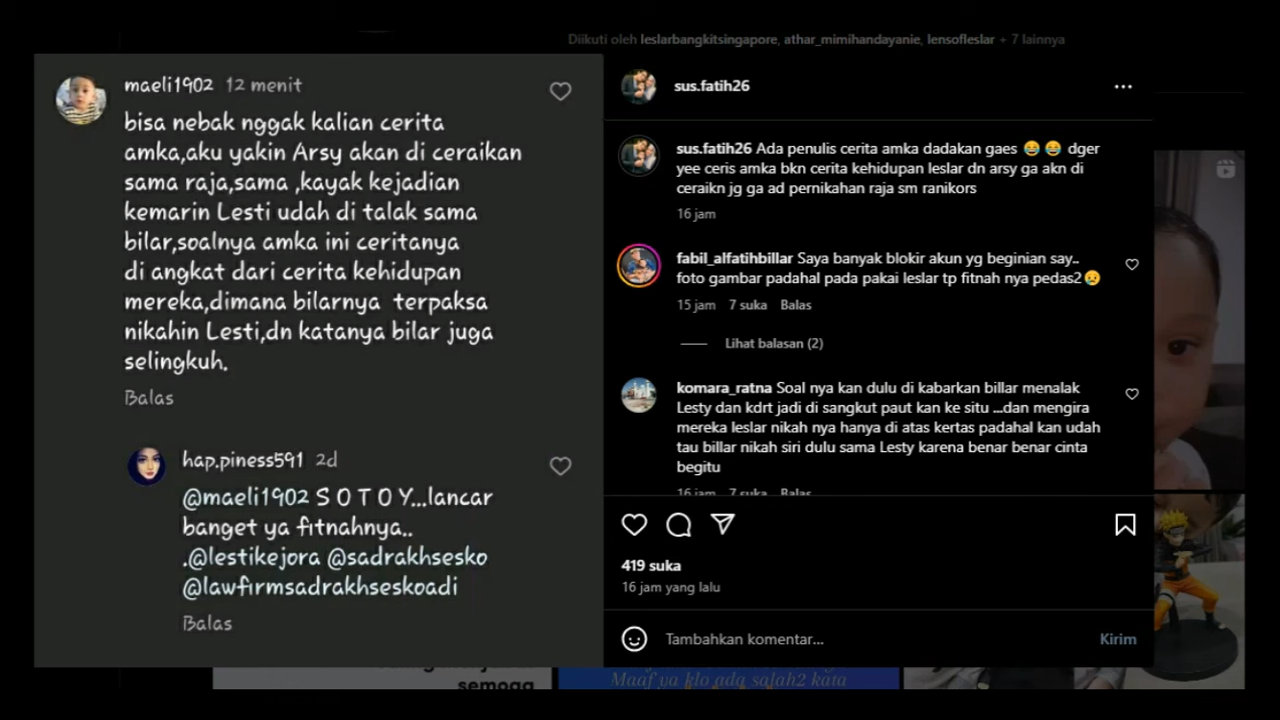 Diikuti oleh leslarbangkitsingapore, athar_mimihandayanie, lensofleslar + 7 lainnya
maeli1902 12 menit
bisa nebak nggak kalian cerita
amka,aku yakin Arsy akan di ceraikan
sama raja,sama ,kayak kejadian
kemarin Lesti udah di talak sama
bilar,soalnya amka ini ceritanya
di angkat dari cerita kehidupan
mereka,dimana bilarnya terpaksa
nikahin Lesti,dn katanya bilar juga
selingkuh.
Balas
hap.piness591 2d
@maeli1902 S O T O Y...lancar
banget ya fitnahnya..
.@lestikejora @sadrakhsesko
@lawfirmsadrakhseskoadi
Balas
sus.fatih26
sus.fatih26 Ada penulis cerita amka dadakan gaes 😂 😂 dger
yee ceris amka bkn cerita kehidupan leslar dn arsy ga akn di
ceraikn jg ga ad pernikahan raja sm ranikors
16 jam
fabil_alfatihbillar Saya banyak blokir akun yg beginian say..
foto gambar padahal pada pakai leslar tp fitnah nya pedas2😢
15 jam 7 suka Balas
Lihat balasan (2)
komara_ratna Soal nya kan dulu di kabarkan billar menalak
Lesty dan kdrt jadi di sangkut paut kan ke situ ...dan mengira
mereka leslar nikah nya hanya di atas kertas padahal kan udah
tau billar nikah siri dulu sama Lesty karena benar benar cinta
begitu
16 jam 7 suka Balas
419 suka
16 jam yang lalu
Tambahkan komentar... Kirim
semoga
Maaf ya klo ada salah2 kata